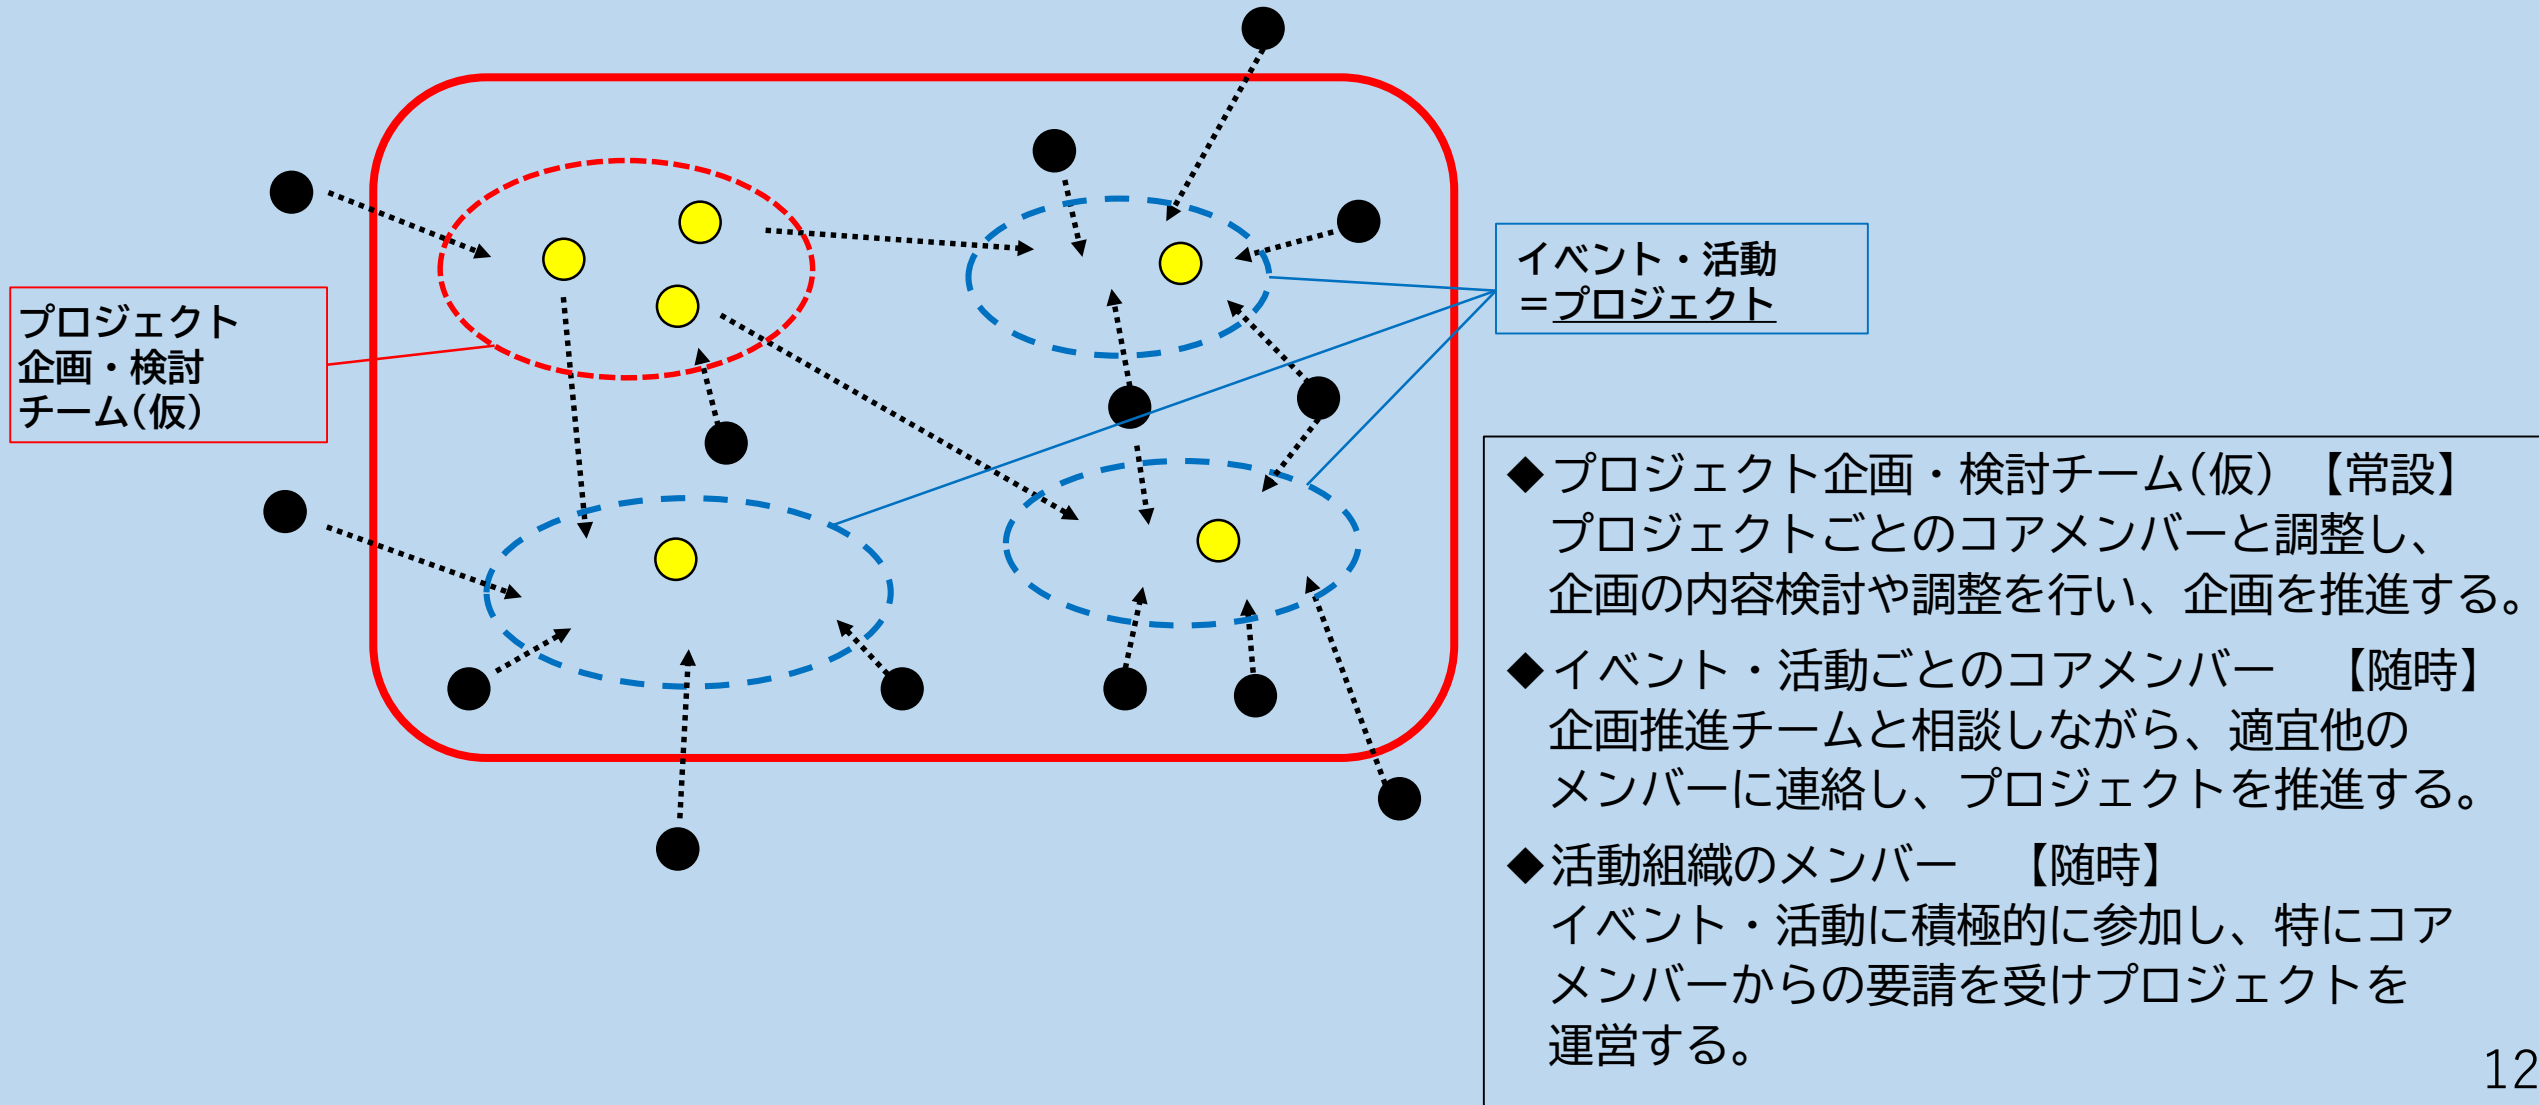 プロジェクト
企画・検討
チーム(仮)
イベント・活動
＝プロジェクト
◆プロジェクト企画・検討チーム(仮) 【常設】
プロジェクトごとのコアメンバーと調整し、
企画の内容検討や調整を行い、企画を推進する。
◆イベント・活動ごとのコアメンバー　【随時】
企画推進チームと相談しながら、適宜他の
メンバーに連絡し、プロジェクトを推進する。
◆活動組織のメンバー　【随時】
イベント・活動に積極的に参加し、特にコア
メンバーからの要請を受けプロジェクトを
運営する。
12